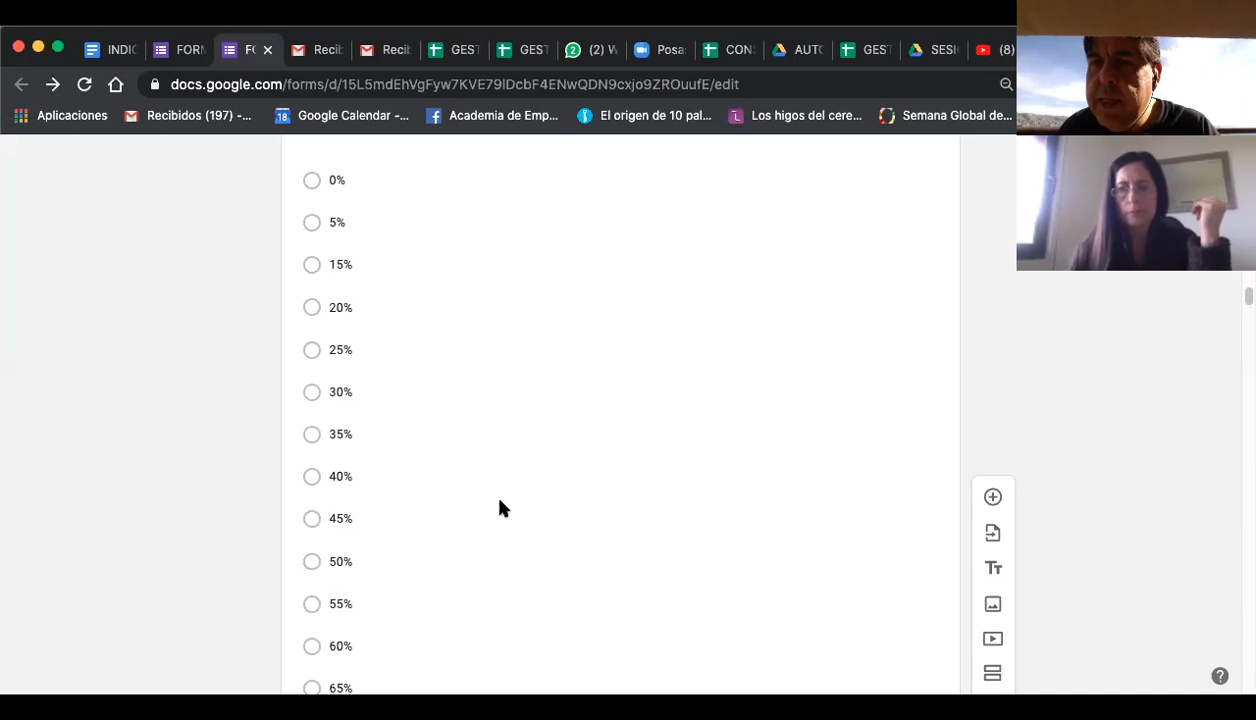 INDIC
FORM
FO
Recib
Recib
GEST
GEST
(2) W
Posa
CON
AUTO
GEST
SESI
(8)
docs.google.com/forms/d/15L5mdEhVgFyw7KVE79lDcbF4ENwQDN9cxjo9ZROuufE/edit
Aplicaciones
Recibidos (197) -...
Google Calendar -...
Academia de Emp...
El origen de 10 pal...
Los higos del cere...
Semana Global de...
0%
5%
15%
20%
25%
30%
35%
40%
45%
50%
55%
60%
65%